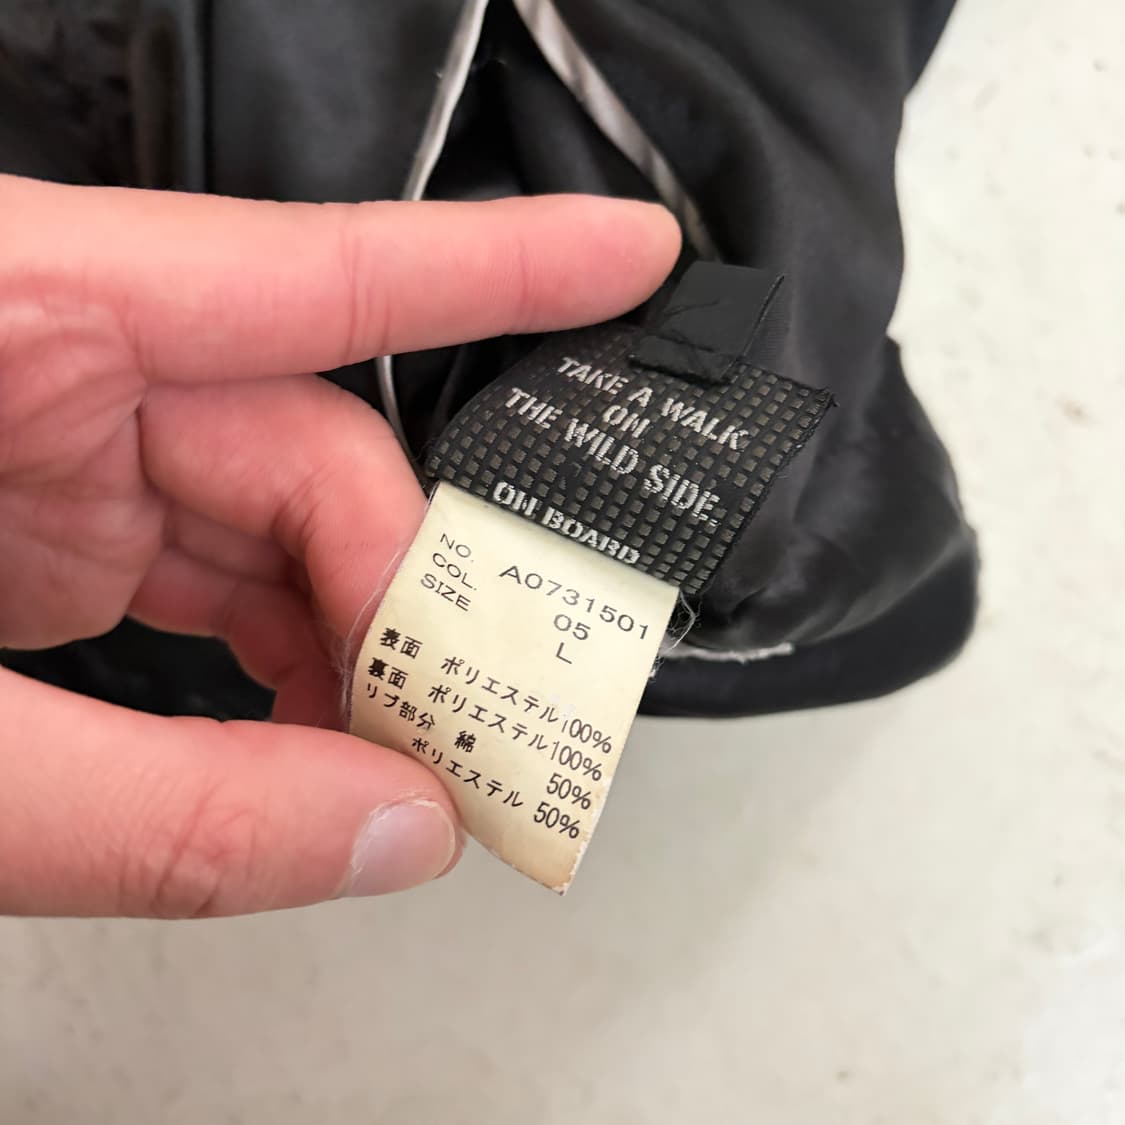 TAKE A WALK
ON
THE WILD SIDE.
ON BOARD
NO. A0731501
COL. 05
SIZE L
表面 ポリエステル100%
裏面 ポリエステル100%
リブ部分 綿 50%
ポリエステル 50%